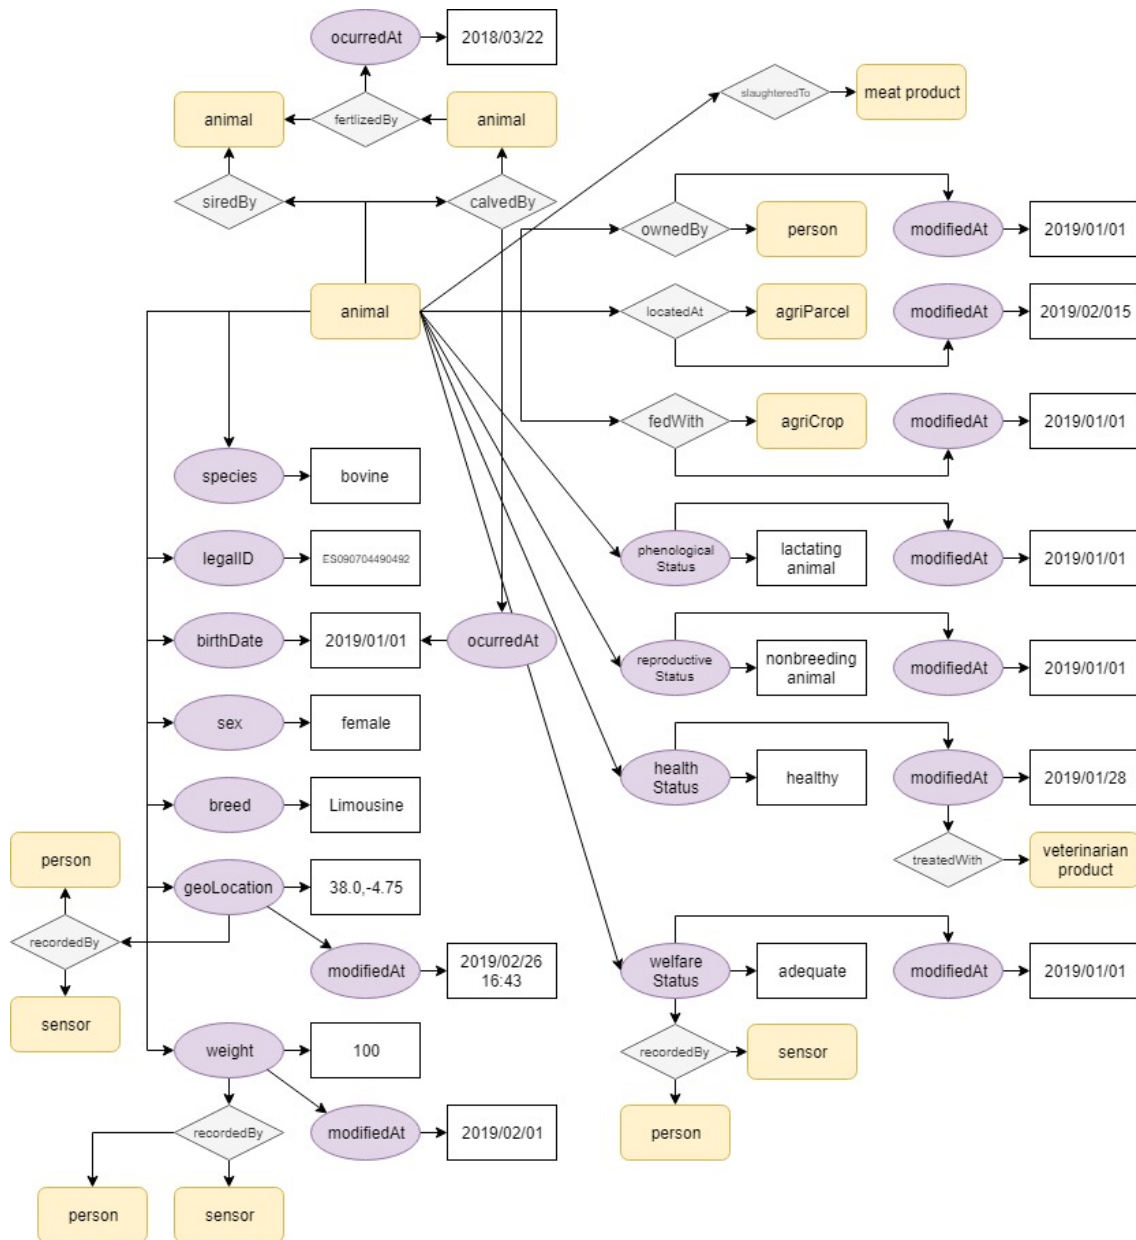 ocurredAt
2018/03/22
slaughteredTo
meat product
animal
fertlizedBy
animal
siredBy
calvedBy
ownedBy
person
modifiedAt
2019/01/01
animal
locatedAt
agriParcel
modifiedAt
2019/02/015
fedWith
agriCrop
modifiedAt
2019/01/01
species
bovine
legalID
ES090704490492
phenological
Status
lactating
animal
modifiedAt
2019/01/01
birthDate
2019/01/01
ocurredAt
reproductive
Status
nonbreeding
animal
modifiedAt
2019/01/01
sex
female
health
Status
healthy
modifiedAt
2019/01/28
breed
Limousine
person
treatedWith
veterinarian
product
geoLocation
38.0,-4.75
recordedBy
modifiedAt
2019/02/26
16:43
welfare
Status
adequate
modifiedAt
2019/01/01
sensor
weight
100
recordedBy
sensor
recordedBy
modifiedAt
2019/02/01
person
person
sensor